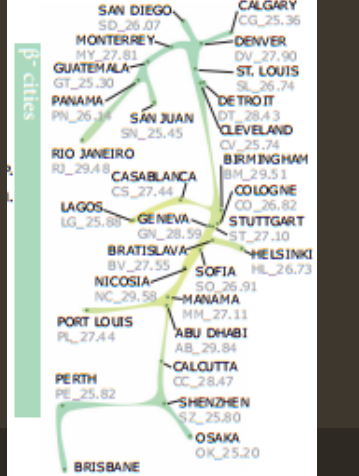 SAN DIEGO
SD_26.07
CALGARY
CG_25.36
MONTERREY
MY_27.81
DENVER
DV_27.90
GUATEMALA
GT_25.30
ST. LOUIS
SL_26.74
PANAMA
PN_26.14
DETROIT
DT_28.43
SAN JUAN
SN_25.45
CLEVELAND
CV_25.74
RIO JANEIRO
RJ_29.48
BIRMINGHAM
BM_29.51
CASABLANCA
CS_27.44
COLOGNE
CO_26.82
LAGOS
LG_25.88
GENEVA
GN_28.59
STUTTGART
ST_27.10
BRATISLAVA
BV_27.55
HELSINKI
HL_26.73
SOFIA
SO_26.91
NICOSIA
NC_29.58
MANAMA
MM_27.11
PORT LOUIS
PL_27.44
ABU DHABI
AB_29.84
CALCUTTA
CC_28.47
PERTH
PE_25.82
SHENZHEN
SZ_25.80
OSAKA
OK_25.20
BRISBANE
β⁻ cities